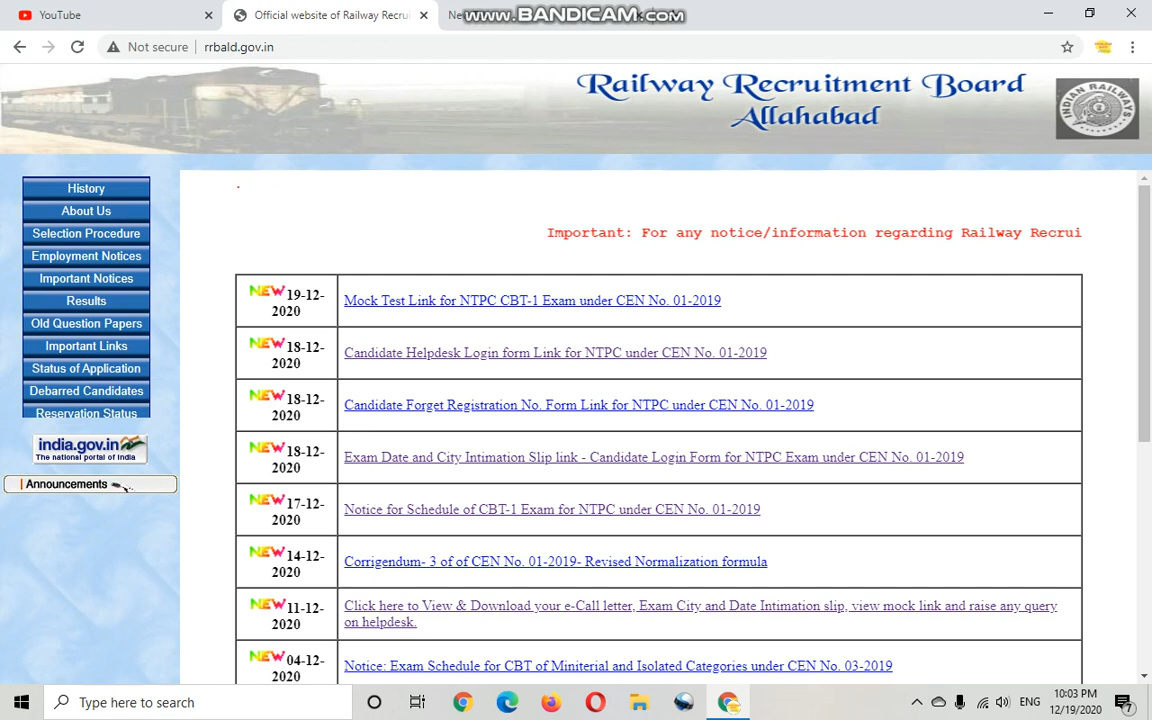 YouTube
Official website of Railway Recrui
Ne
www.BANDICAM.com
Not secure
rrbald.gov.in
Railway Recruitment Board
Allahabad
INDIAN RAILWAYS
History
About Us
Selection Procedure
Employment Notices
Important Notices
Results
Old Question Papers
Important Links
Status of Application
Debarred Candidates
Reservation Status
india.gov.in
The national portal of India
Announcements
Important: For any notice/information regarding Railway Recrui
NEW 19-12-
2020
Mock Test Link for NTPC CBT-1 Exam under CEN No. 01-2019
NEW 18-12-
2020
Candidate Helpdesk Login form Link for NTPC under CEN No. 01-2019
NEW 18-12-
2020
Candidate Forget Registration No. Form Link for NTPC under CEN No. 01-2019
NEW 18-12-
2020
Exam Date and City Intimation Slip link - Candidate Login Form for NTPC Exam under CEN No. 01-2019
NEW 17-12-
2020
Notice for Schedule of CBT-1 Exam for NTPC under CEN No. 01-2019
NEW 14-12-
2020
Corrigendum- 3 of of CEN No. 01-2019- Revised Normalization formula
NEW 11-12-
2020
Click here to View & Download your e-Call letter, Exam City and Date Intimation slip, view mock link and raise any query
on helpdesk.
NEW 04-12-
2020
Notice: Exam Schedule for CBT of Miniterial and Isolated Categories under CEN No. 03-2019
Type here to search
ENG
10:03 PM
12/19/2020
7